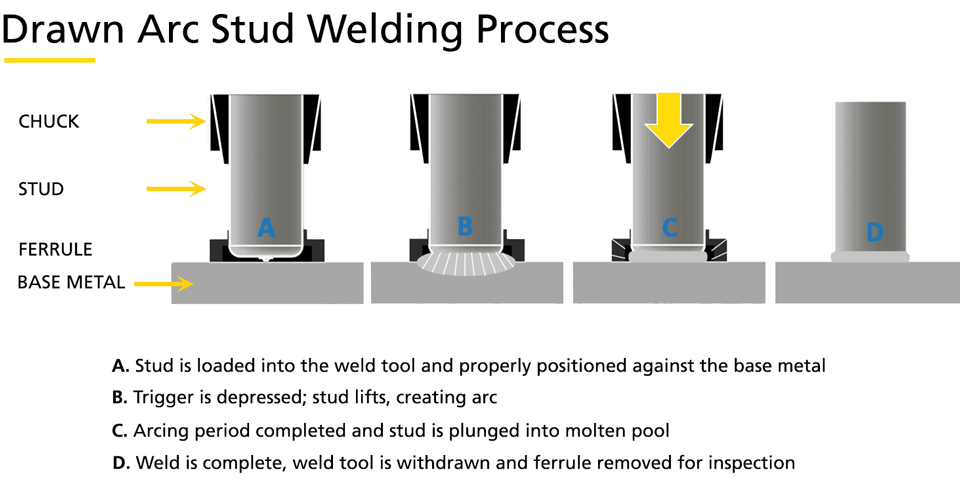 Drawn Arc Stud Welding Process
CHUCK
STUD
FERRULE
BASE METAL
A
B
C
D
A. Stud is loaded into the weld tool and properly positioned against the base metal
B. Trigger is depressed; stud lifts, creating arc
C. Arcing period completed and stud is plunged into molten pool
D. Weld is complete, weld tool is withdrawn and ferrule removed for inspection